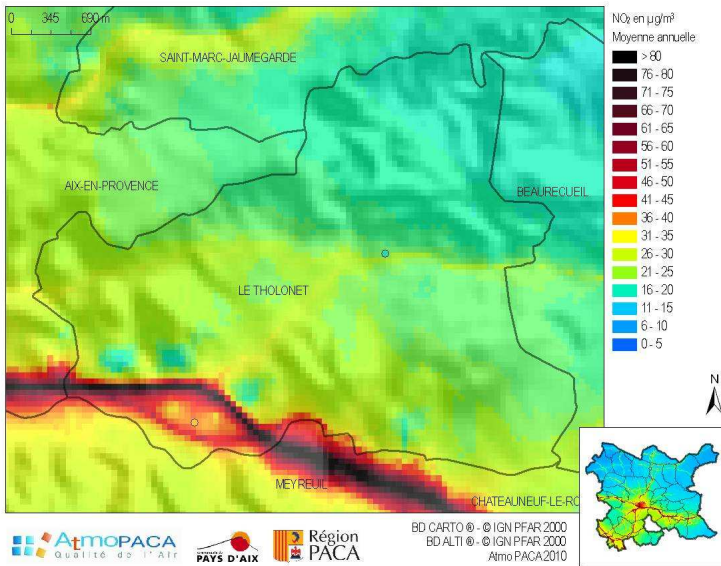 0 345 690 m
SAINT-MARC-JAUMEGARDE
AIX-EN-PROVENCE
BEAURECUEIL
LE THOLONET
MEYREUIL
CHATEAUNEUF-LE-RO
NO₂ en µg/m³
Moyenne annuelle
> 80
76 - 80
71 - 75
66 - 70
61 - 65
56 - 60
51 - 55
46 - 50
41 - 45
36 - 40
31 - 35
26 - 30
21 - 25
16 - 20
11 - 15
6 - 10
0 - 5
N
AtmoPACA
Qualité de l'Air
PAYS D'AIX
Région
PACA
BD CARTO ® - © IGN PFAR 2000
BD ALTI ® - © IGN PFAR 2000
Atmo PACA 2010